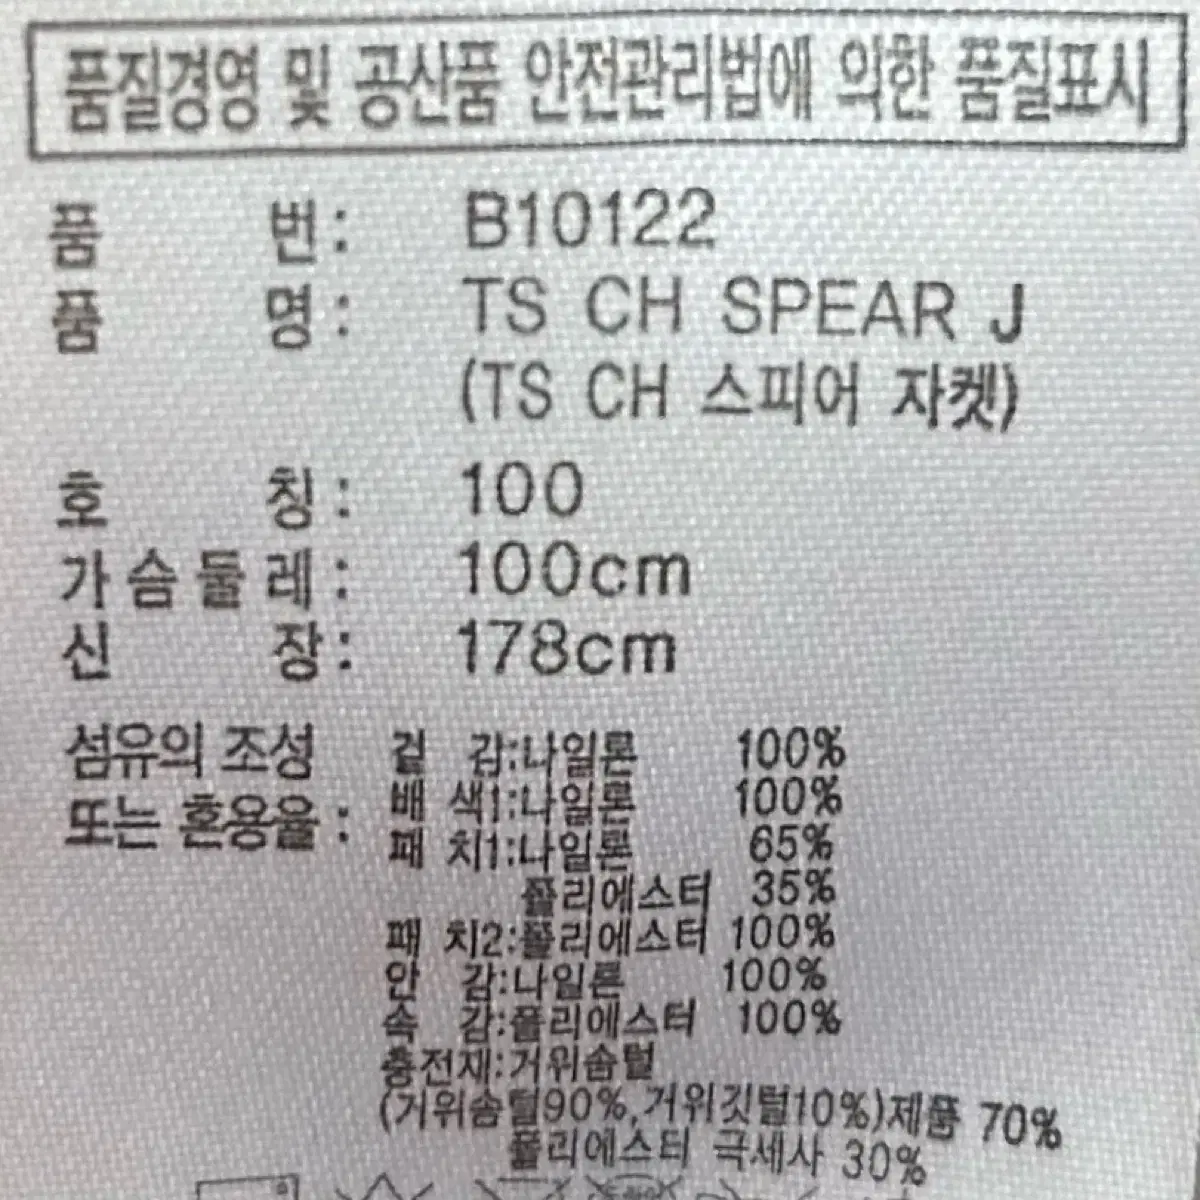 품질경영 및 공산품 안전관리법에 의한 품질표시
품 번: B10122
품 명: TS CH SPEAR J
(TS CH 스피어 자켓)
호 칭: 100
가슴둘레: 100cm
신 장: 178cm
섬유의 조성
또는 혼용율:
겉 감:나일론 100%
배 색1:나일론 100%
패 치1:나일론 65%
폴리에스터 35%
패 치2:폴리에스터 100%
안 감:나일론 100%
속 감:폴리에스터 100%
충전재:거위솜털
(거위솜털90%,거위깃털10%)제품 70%
폴리에스터 극세사 30%